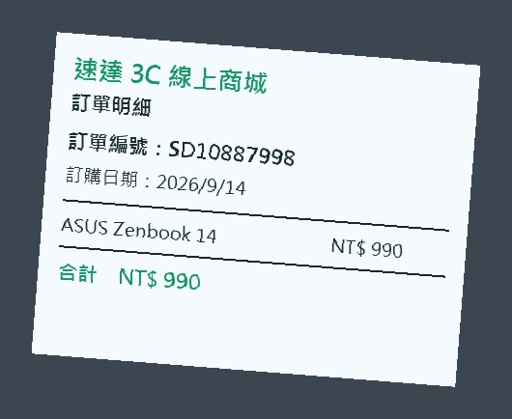 速達 3C 線上商城
訂單明細
訂單編號：SD10887998
訂購日期：2026/9/14
ASUS Zenbook 14 NT$ 990
合計 NT$ 990